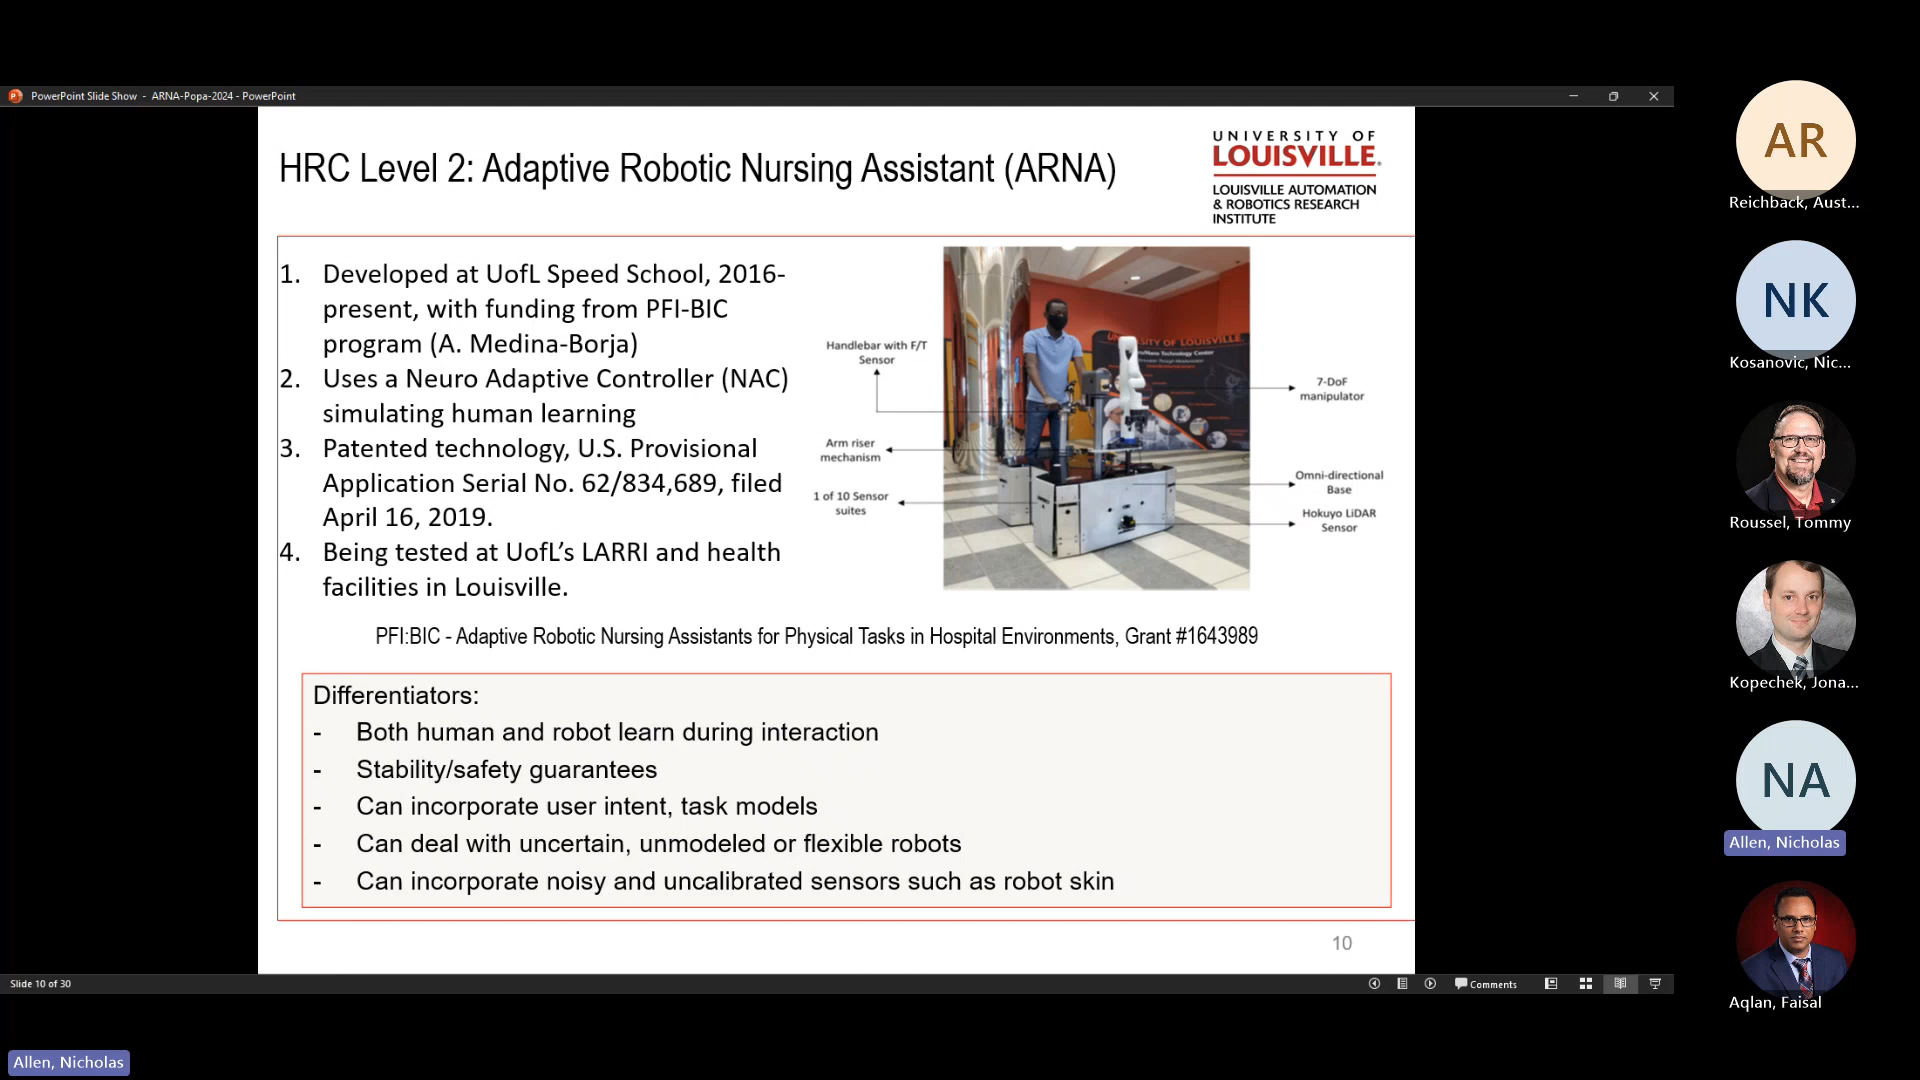 PowerPoint Slide Show - ARNA-Popa-2024 - PowerPoint
HRC Level 2: Adaptive Robotic Nursing Assistant (ARNA)
UNIVERSITY OF
LOUISVILLE.
LOUISVILLE AUTOMATION
& ROBOTICS RESEARCH
INSTITUTE
1. Developed at UofL Speed School, 2016-
present, with funding from PFI-BIC
program (A. Medina-Borja)
2. Uses a Neuro Adaptive Controller (NAC)
simulating human learning
3. Patented technology, U.S. Provisional
Application Serial No. 62/834,689, filed
April 16, 2019.
4. Being tested at UofL’s LARRI and health
facilities in Louisville.
Handlebar with F/T
Sensor
Arm riser
mechanism
1 of 10 Sensor
suites
UNIVERSITY OF LOUISVILLE
7-DoF
manipulator
Omni-directional
Base
Hokuyo LiDAR
Sensor
PFI:BIC - Adaptive Robotic Nursing Assistants for Physical Tasks in Hospital Environments, Grant #1643989
Differentiators:
- Both human and robot learn during interaction
- Stability/safety guarantees
- Can incorporate user intent, task models
- Can deal with uncertain, unmodeled or flexible robots
- Can incorporate noisy and uncalibrated sensors such as robot skin
10
Slide 10 of 30
Comments
Allen, Nicholas
AR
Reichback, Aust...
NK
Kosanovic, Nic...
Roussel, Tommy
Kopechek, Jona...
NA
Allen, Nicholas
Aqlan, Faisal